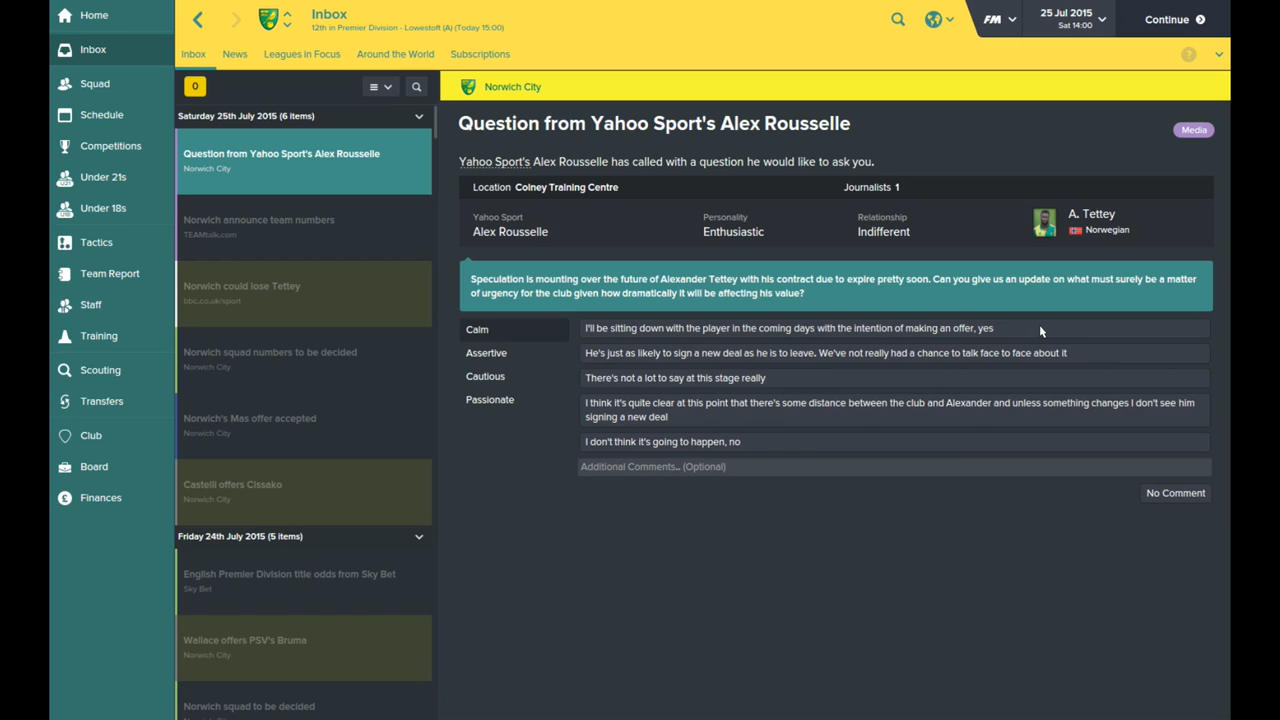 Home
Inbox
Squad
Schedule
Competitions
Under 21s
Under 18s
Tactics
Team Report
Staff
Training
Scouting
Transfers
Club
Board
Finances
Inbox
12th in Premier Division - Lowestoft (A) (Today 15:00)
FM
25 Jul 2015
Sat 14:00
Continue
Inbox
News
Leagues in Focus
Around the World
Subscriptions
?
0
Saturday 25th July 2015 (6 items)
Question from Yahoo Sport's Alex Rousselle
Norwich City
Norwich announce team numbers
TEAMtalk.com
Norwich could lose Tettey
bbc.co.uk/sport
Norwich squad numbers to be decided
Norwich City
Norwich's Mas offer accepted
Norwich City
Castelli offers Cissako
Norwich City
Friday 24th July 2015 (5 items)
English Premier Division title odds from Sky Bet
Sky Bet
Wallace offers PSV's Bruma
Norwich City
Norwich squad to be decided
Norwich City
Question from Yahoo Sport's Alex Rousselle
Media
Yahoo Sport's Alex Rousselle has called with a question he would like to ask you.
Location Colney Training Centre
Journalists 1
Yahoo Sport
Alex Rousselle
Personality
Enthusiastic
Relationship
Indifferent
A. Tettey
Norwegian
Speculation is mounting over the future of Alexander Tettey with his contract due to expire pretty soon. Can you give us an update on what must surely be a matter
of urgency for the club given how dramatically it will be affecting his value?
Calm
Assertive
Cautious
Passionate
I'll be sitting down with the player in the coming days with the intention of making an offer, yes
He's just as likely to sign a new deal as he is to leave. We've not really had a chance to talk face to face about it
There's not a lot to say at this stage really
I think it's quite clear at this point that there's some distance between the club and Alexander and unless something changes I don't see him
signing a new deal
I don't think it's going to happen, no
Additional Comments.. (Optional)
No Comment